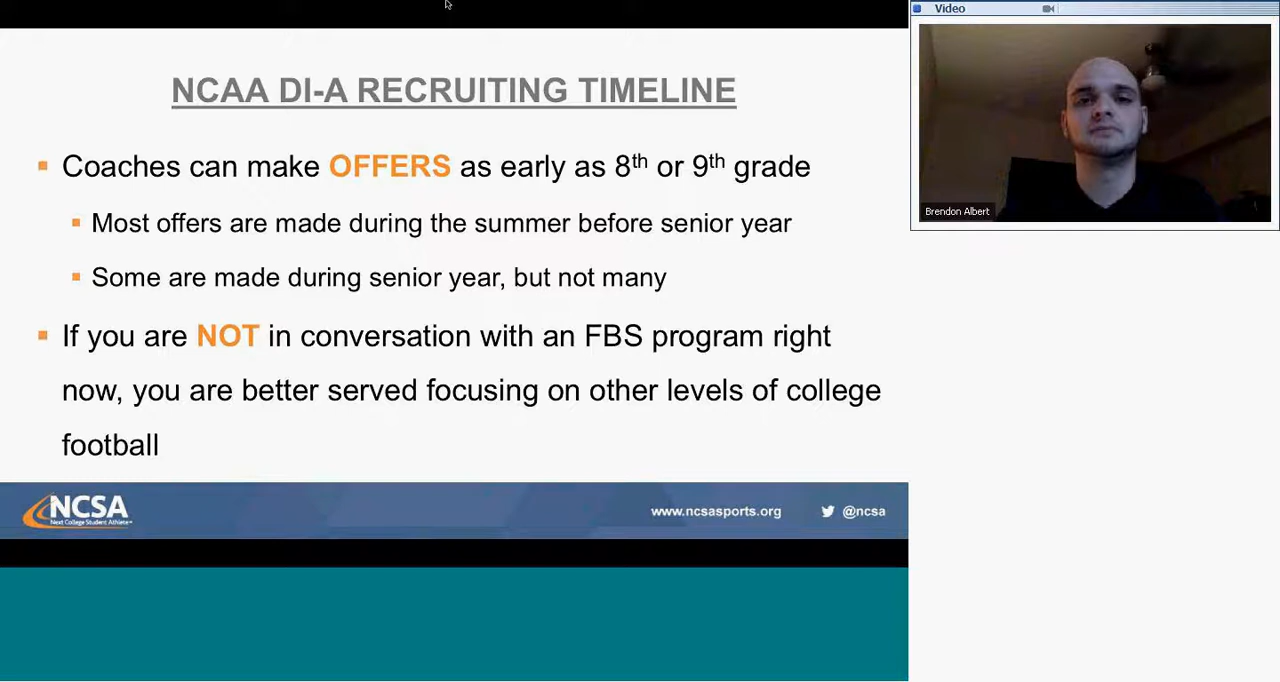 NCAA DI-A RECRUITING TIMELINE
Coaches can make OFFERS as early as 8th or 9th grade
Most offers are made during the summer before senior year
Some are made during senior year, but not many
If you are NOT in conversation with an FBS program right
now, you are better served focusing on other levels of college
football
NCSA
Next College Student Athlete
www.ncsasports.org
@ncsa
Video
Brendon Albert